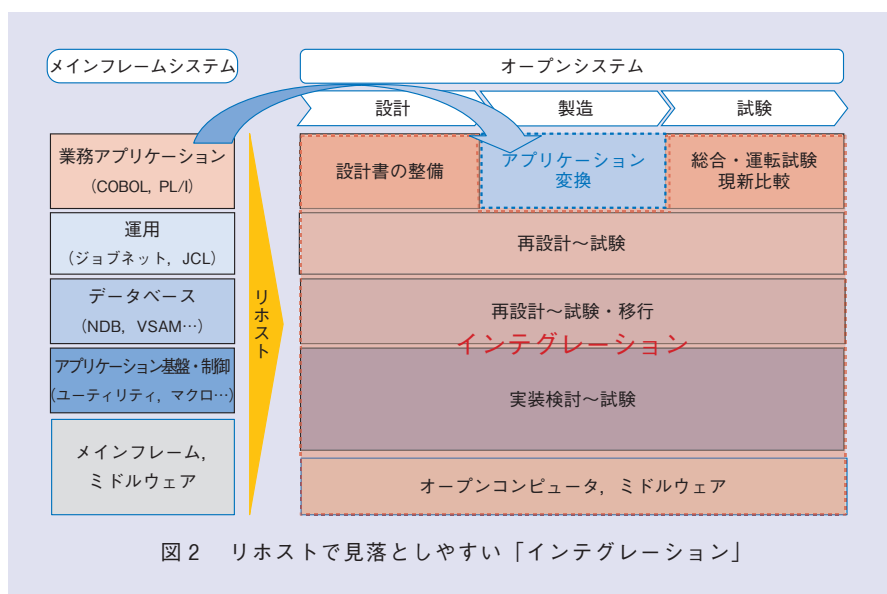 メインフレームシステム
オープンシステム
設計
製造
試験
業務アプリケーション
(COBOL, PL/I)
設計書の整備
アプリケーション
変換
総合・運転試験
現新比較
運用
(ジョブネット, JCL)
再設計～試験
データベース
(NDB, VSAM…)
再設計～試験・移行
インテグレーション
アプリケーション基盤・制御
(ユーティリティ, マクロ…)
実装検討～試験
メインフレーム,
ミドルウェア
オープンコンピュータ, ミドルウェア
リホスト
図2 リホストで見落としやすい「インテグレーション」